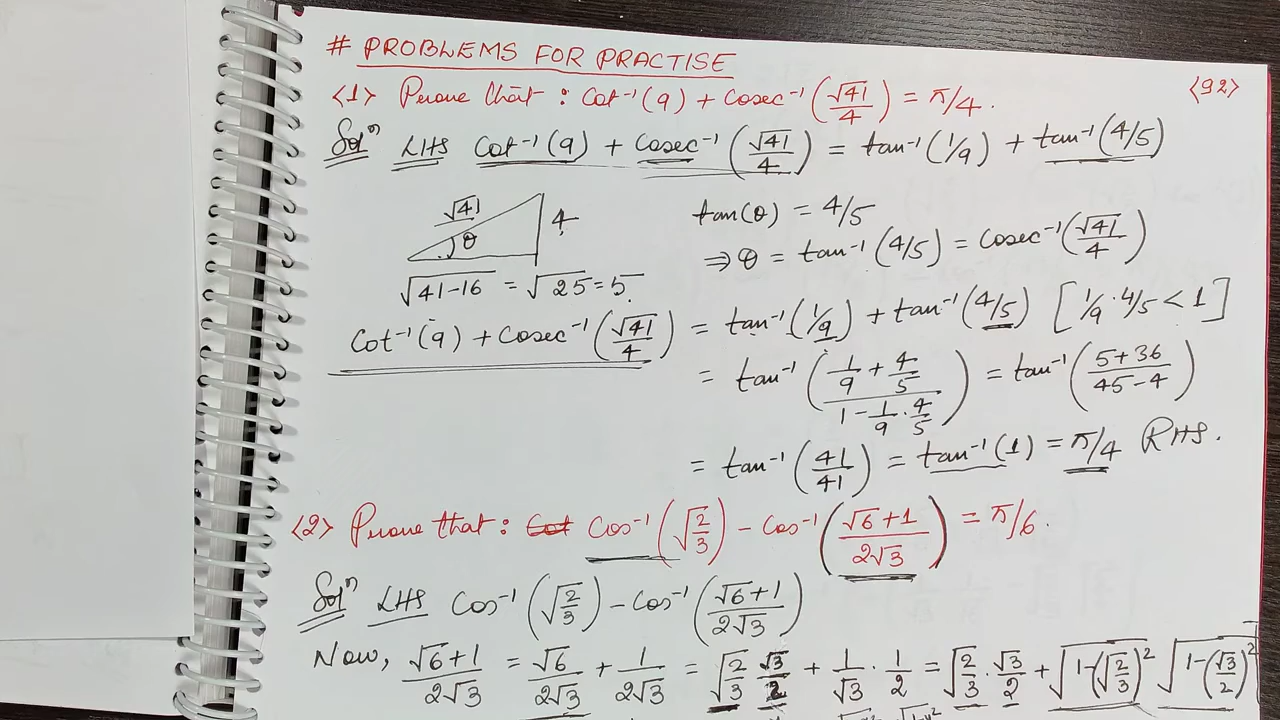 # PROBLEMS FOR PRACTISE
<92>
<1> Prove that : Cot⁻¹(9) + Cosec⁻¹(√41/4) = π/4.
Solⁿ LHS Cot⁻¹(9) + Cosec⁻¹(√41/4) = tan⁻¹(1/9) + tan⁻¹(4/5)
√41 θ 4
√41-16 = √25 = 5.
tan(θ) = 4/5
⇒ θ = tan⁻¹(4/5) = Cosec⁻¹(√41/4)
Cot⁻¹(9) + Cosec⁻¹(√41/4) = tan⁻¹(1/9) + tan⁻¹(4/5) [1/9 · 4/5 < 1]
= tan⁻¹((1/9 + 4/5)/(1 - 1/9 · 4/5)) = tan⁻¹((5+36)/(45-4))
= tan⁻¹(41/41) = tan⁻¹(1) = π/4 RHS.
<2> Prove that : Cot Cos⁻¹(√(2/3)) - Cos⁻¹((√6+1)/(2√3)) = π/6.
Solⁿ LHS Cos⁻¹(√(2/3)) - Cos⁻¹((√6+1)/(2√3))
Now, (√6+1)/(2√3) = √6/(2√3) + 1/(2√3) = √(2/3) √3/2 + 1/√3 · 1/2 = √(2/3) · √3/2 + √(1-(√(2/3))²) √(1-(√3/2)²)